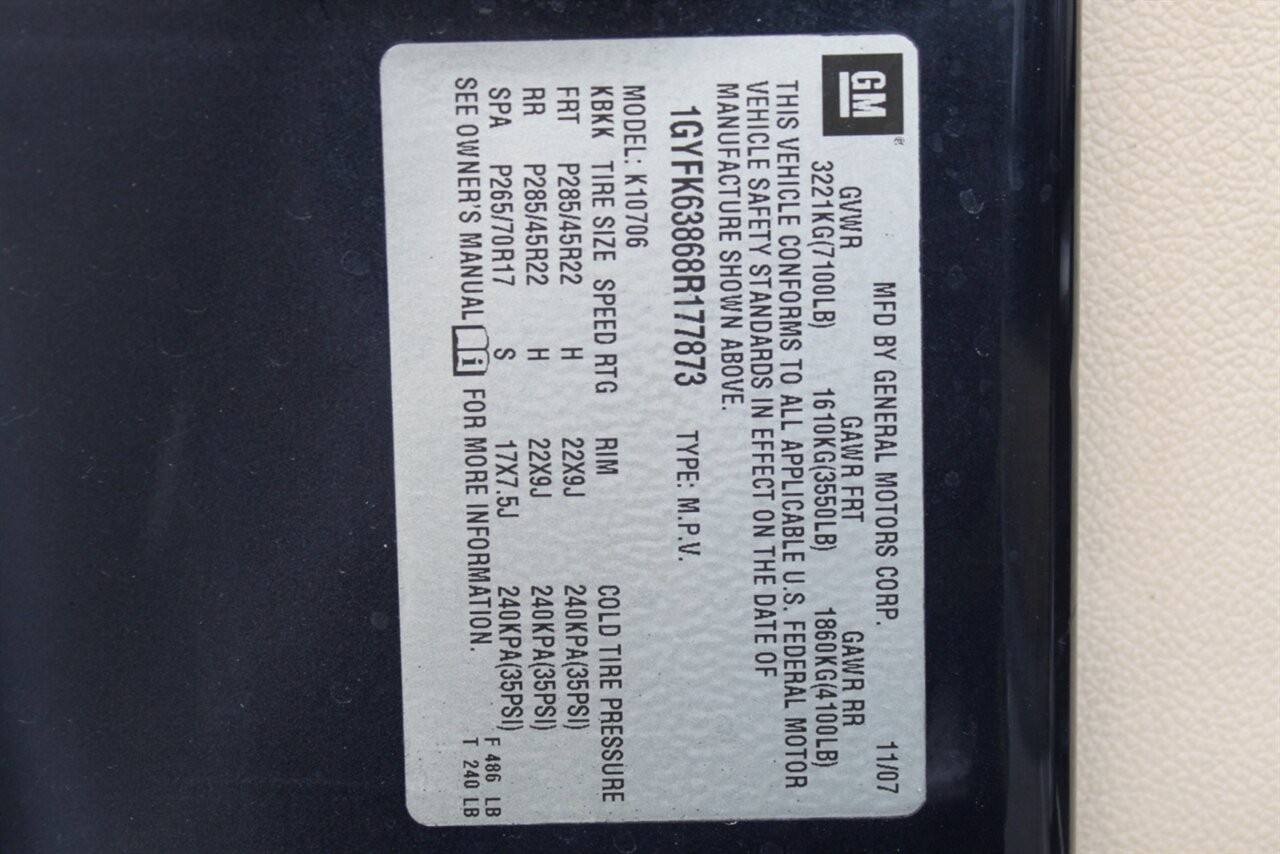 GM
MFD BY GENERAL MOTORS CORP. 11/07
GVWR GAWR FRT GAWR RR
3221KG(7100LB) 1610KG(3550LB) 1860KG(4100LB)
THIS VEHICLE CONFORMS TO ALL APPLICABLE U.S. FEDERAL MOTOR
VEHICLE SAFETY STANDARDS IN EFFECT ON THE DATE OF
MANUFACTURE SHOWN ABOVE.
1GYFK63868R177873 TYPE: M.P.V.
MODEL: K10706
KBKK TIRE SIZE SPEED RTG RIM COLD TIRE PRESSURE
FRT P285/45R22 H 22X9J 240KPA(35PSI)
RR P285/45R22 H 22X9J 240KPA(35PSI)
SPA P265/70R17 S 17X7.5J 240KPA(35PSI)
SEE OWNER'S MANUAL i FOR MORE INFORMATION.
F 486 LB
T 240 LB